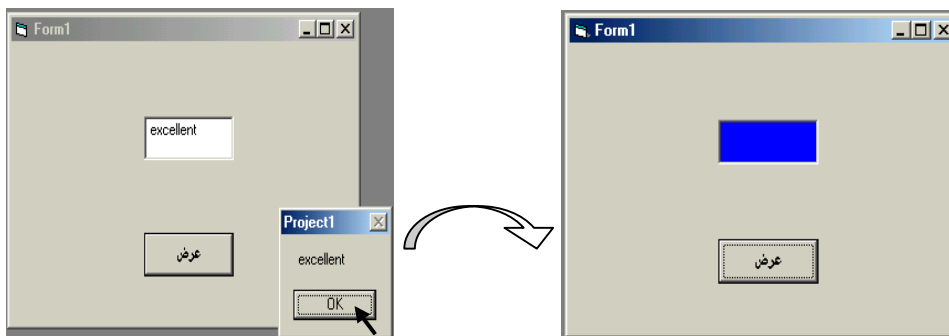 Form1
excellent
عرض
Project1
excellent
OK
Form1
عرض